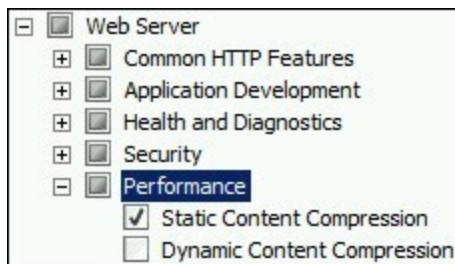 Web Server
Common HTTP Features
Application Development
Health and Diagnostics
Security
Performance
Static Content Compression
Dynamic Content Compression